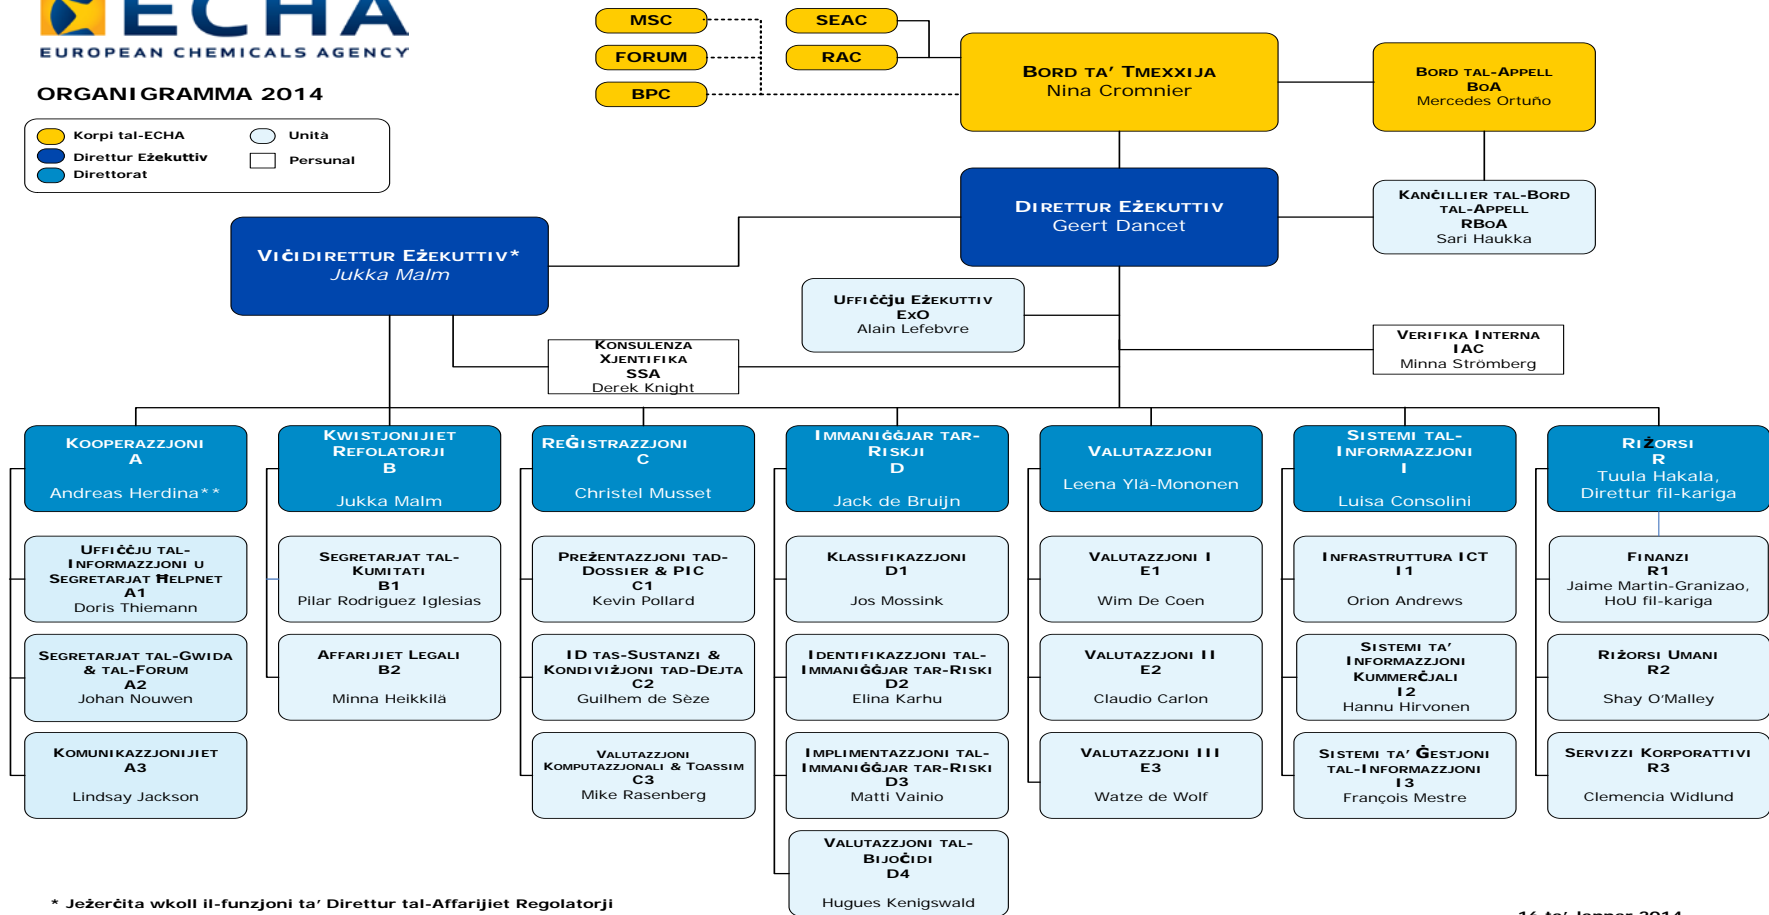 ECHA
EUROPEAN CHEMICALS AGENCY
ORGANIGRAMMA 2014
Korpi tal-ECHA
Direttur Eżekuttiv
Direttorat
Unità
Persunal
MSC
FORUM
BPC
SEAC
RAC
BORD TA' TMEXXIJA
Nina Cromnier
BORD TAL-APPELL
BoA
Mercedes Ortuño
DIRETTUR EŻEKUTTIV
Geert Dancet
KANĊILLIER TAL-BORD
TAL-APPELL
RBoA
Sari Haukka
VIĊIDIRETTUR EŻEKUTTIV*
Jukka Malm
UFFIĊĊJU EŻEKUTTIV
ExO
Alain Lefebvre
KONSULENZA
XJENTIFIKA
SSA
Derek Knight
VERIFIKA INTERNA
IAC
Minna Strömberg
KOOPERAZZJONI
A
Andreas Herdina**
UFFIĊĊJU TAL-
INFORMAZZJONI U
SEGRETARJAT HELPNET
A1
Doris Thiemann
SEGRETARJAT TAL-GWIDA
& TAL-FORUM
A2
Johan Nouwen
KOMUNIKAZZJONIJIET
A3
Lindsay Jackson
KWISTJONIJIET
REFOLATORJI
B
Jukka Malm
SEGRETARJAT TAL-
KUMITATI
B1
Pilar Rodriguez Iglesias
AFFARIJIET LEGALI
B2
Minna Heikkilä
REĠISTRAZZJONI
C
Christel Musset
PREŻENTAZZJONI TAD-
DOSSIER & PIC
C1
Kevin Pollard
ID TAS-SUSTANZI &
KONDIVIŻJONI TAD-DEJTA
C2
Guilhem de Sèze
VALUTAZZJONI
KOMPUTAZZJONALI & TQASSIM
C3
Mike Rasenberg
IMMANIĠĠJAR TAR-
RISKJI
D
Jack de Bruijn
KLASSIFIKAZZJONI
D1
Jos Mossink
IDENTIFIKAZZJONI TAL-
IMMANIĠĠJAR TAR-RISKI
D2
Elina Karhu
IMPLIMENTAZZJONI TAL-
IMMANIĠĠJAR TAR-RISKI
D3
Matti Vainio
VALUTAZZJONI TAL-
BIJOĊIDI
D4
Hugues Kenigswald
VALUTAZZJONI
Leena Ylä-Mononen
VALUTAZZJONI I
E1
Wim De Coen
VALUTAZZJONI II
E2
Claudio Carlon
VALUTAZZJONI III
E3
Watze de Wolf
SISTEMI TAL-
INFORMAZZJONI
I
Luisa Consolini
INFRASTRUTTURA ICT
I1
Orion Andrews
SISTEMI TA'
INFORMAZZJONI
KUMMERĊJALI
I2
Hannu Hirvonen
SISTEMI TA' ĠESTJONI
TAL-INFORMAZZJONI
I3
François Mestre
RIŻORSI
R
Tuula Hakala,
Direttur fil-kariga
FINANZI
R1
Jaime Martin-Granizao,
HoU fil-kariga
RIŻORSI UMANI
R2
Shay O'Malley
SERVIZZI KORPORATTIVI
R3
Clemencia Widlund
* Jeżerċita wkoll il-funzjoni ta' Direttur tal-Affarijiet Regolatorji